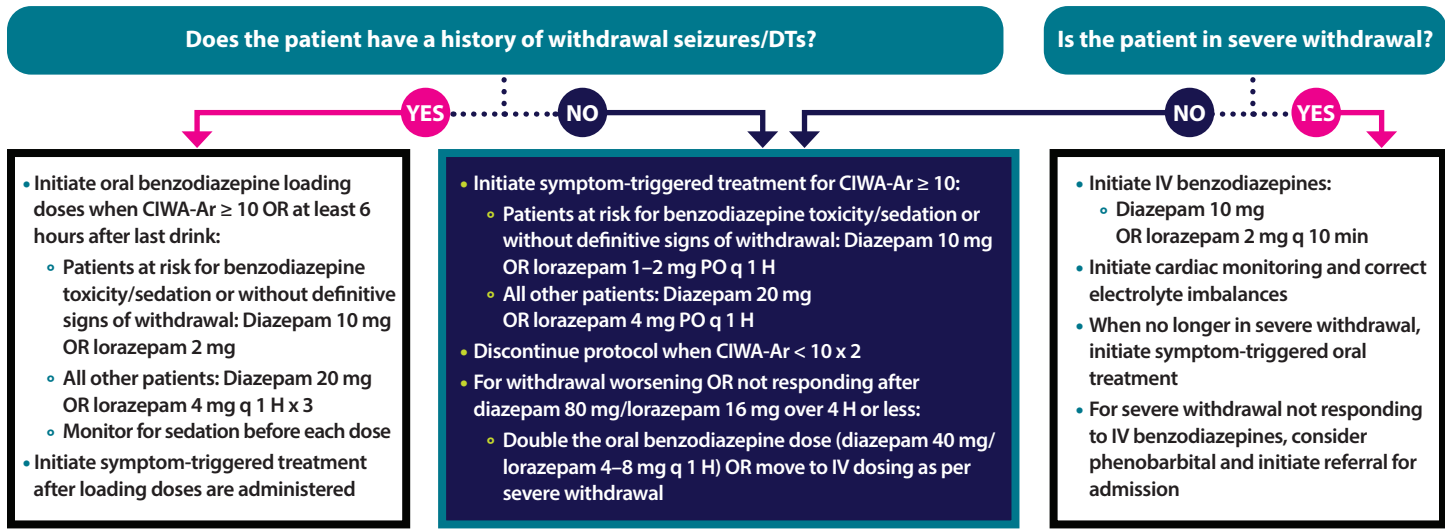 Does the patient have a history of withdrawal seizures/DTs?
Is the patient in severe withdrawal?
YES
NO
NO
YES
• Initiate oral benzodiazepine loading
doses when CIWA-Ar ≥ 10 OR at least 6
hours after last drink:
∘ Patients at risk for benzodiazepine
toxicity/sedation or without definitive
signs of withdrawal: Diazepam 10 mg
OR lorazepam 2 mg
∘ All other patients: Diazepam 20 mg
OR lorazepam 4 mg q 1 H x 3
∘ Monitor for sedation before each dose
• Initiate symptom-triggered treatment
after loading doses are administered
• Initiate symptom-triggered treatment for CIWA-Ar ≥ 10:
∘ Patients at risk for benzodiazepine toxicity/sedation or
without definitive signs of withdrawal: Diazepam 10 mg
OR lorazepam 1–2 mg PO q 1 H
∘ All other patients: Diazepam 20 mg
OR lorazepam 4 mg PO q 1 H
• Discontinue protocol when CIWA-Ar < 10 x 2
• For withdrawal worsening OR not responding after
diazepam 80 mg/lorazepam 16 mg over 4 H or less:
∘ Double the oral benzodiazepine dose (diazepam 40 mg/
lorazepam 4–8 mg q 1 H) OR move to IV dosing as per
severe withdrawal
• Initiate IV benzodiazepines:
∘ Diazepam 10 mg
OR lorazepam 2 mg q 10 min
• Initiate cardiac monitoring and correct
electrolyte imbalances
• When no longer in severe withdrawal,
initiate symptom-triggered oral
treatment
• For severe withdrawal not responding
to IV benzodiazepines, consider
phenobarbital and initiate referral for
admission